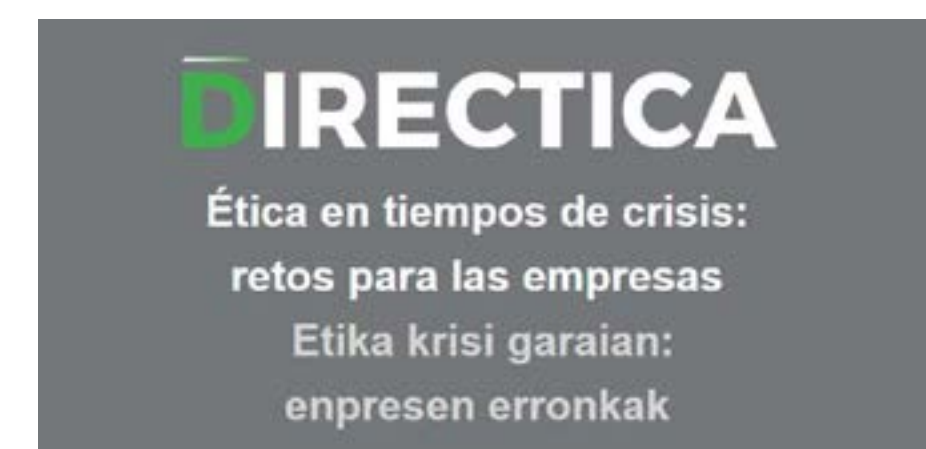 DIRECTICA
Ética en tiempos de crisis:
retos para las empresas
Etika krisi garaian:
enpresen erronkak